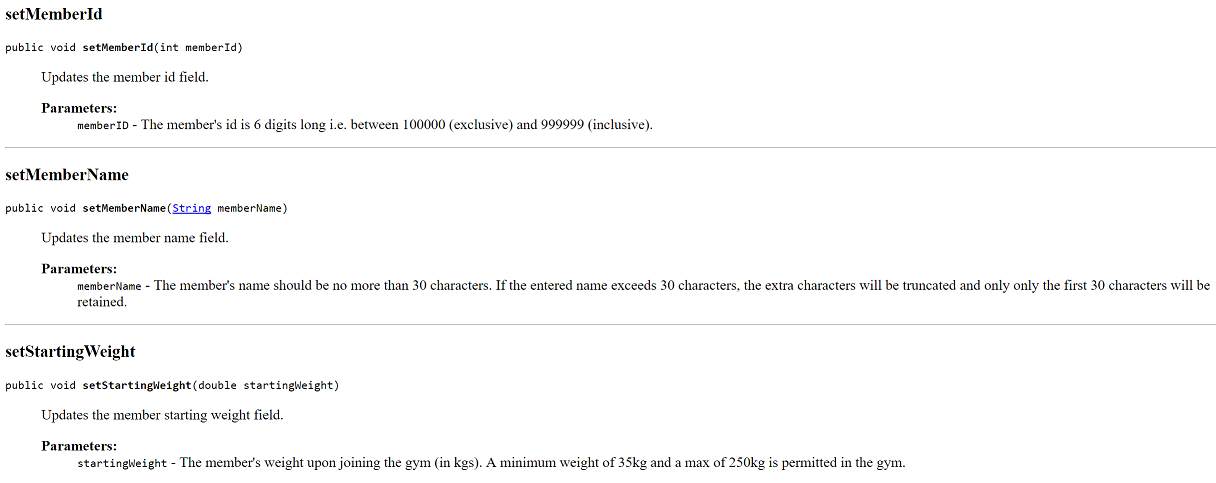 setMemberId
public void setMemberId(int memberId)
Updates the member id field.
Parameters:
memberID - The member's id is 6 digits long i.e. between 100000 (exclusive) and 999999 (inclusive).
setMemberName
public void setMemberName(String memberName)
Updates the member name field.
Parameters:
memberName - The member's name should be no more than 30 characters. If the entered name exceeds 30 characters, the extra characters will be truncated and only only the first 30 characters will be
retained.
setStartingWeight
public void setStartingWeight(double startingWeight)
Updates the member starting weight field.
Parameters:
startingWeight - The member's weight upon joining the gym (in kgs). A minimum weight of 35kg and a max of 250kg is permitted in the gym.